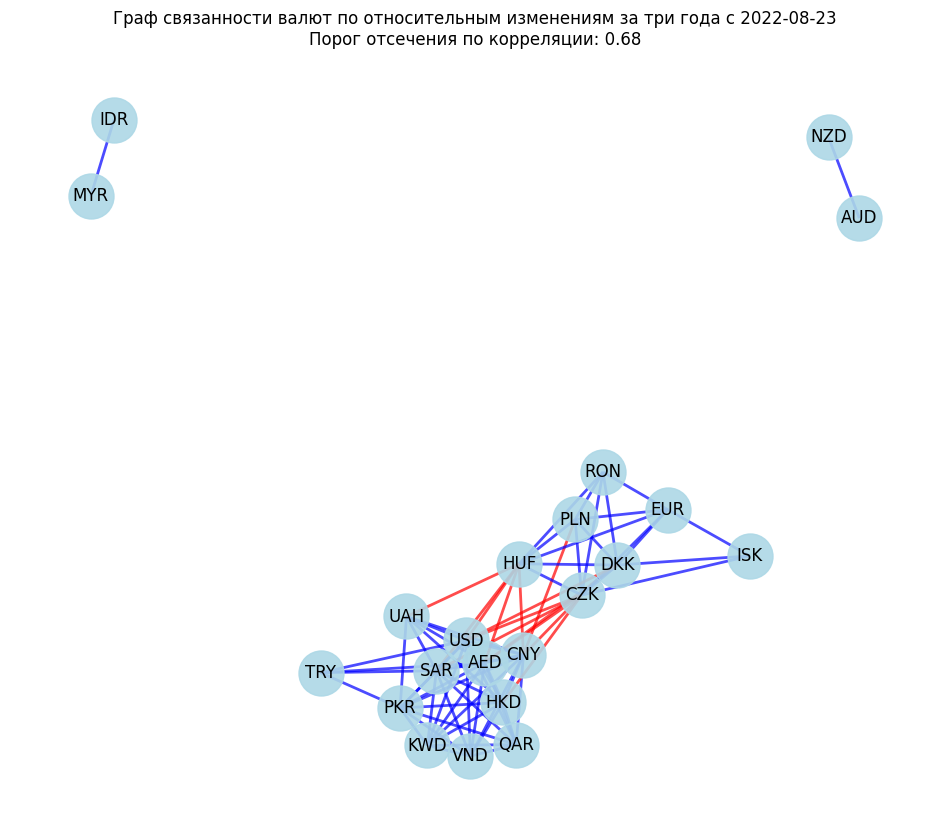 Граф связанности валют по относительным изменениям за три года с 2022-08-23
Порог отсечения по корреляции: 0.68
IDR
NZD
MYR
AUD
RON
EUR
PLN
ISK
HUF
DKK
CZK
UAH
USD
CNY
AED
SAR
TRY
HKD
PKR
KWD
QAR
VND